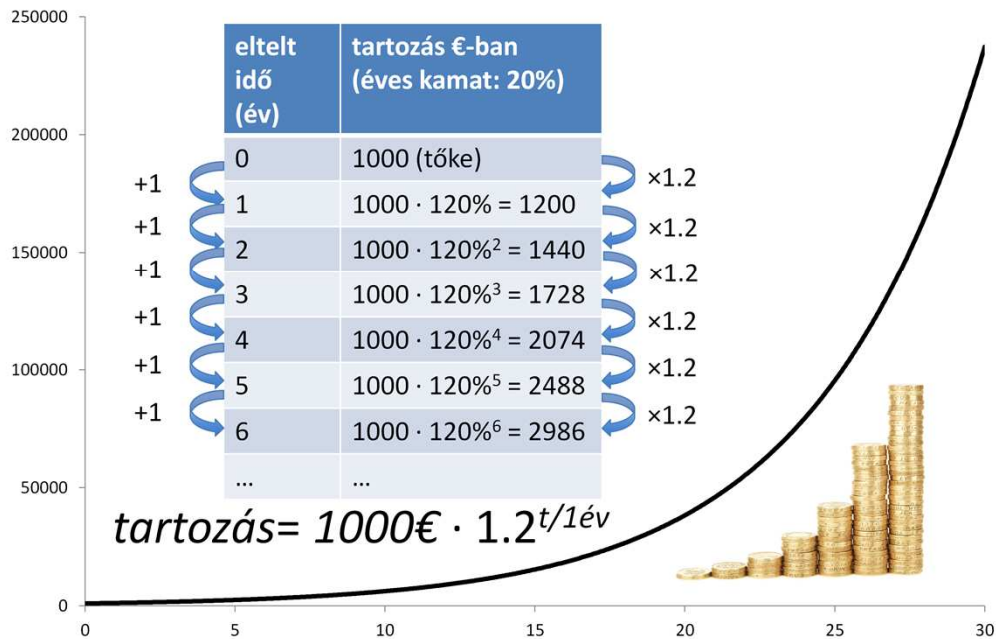 250000
200000
150000
100000
50000
0
eltelt idő (év)
tartozás €-ban (éves kamat: 20%)
0 1000 (tőke)
1 1000 · 120% = 1200
2 1000 · 120%² = 1440
3 1000 · 120%³ = 1728
4 1000 · 120%⁴ = 2074
5 1000 · 120%⁵ = 2488
6 1000 · 120%⁶ = 2986
... ...
+1
+1
+1
+1
+1
+1
×1.2
×1.2
×1.2
×1.2
×1.2
×1.2
tartozás= 1000€ · 1.2^t/1év
0 5 10 15 20 25 30